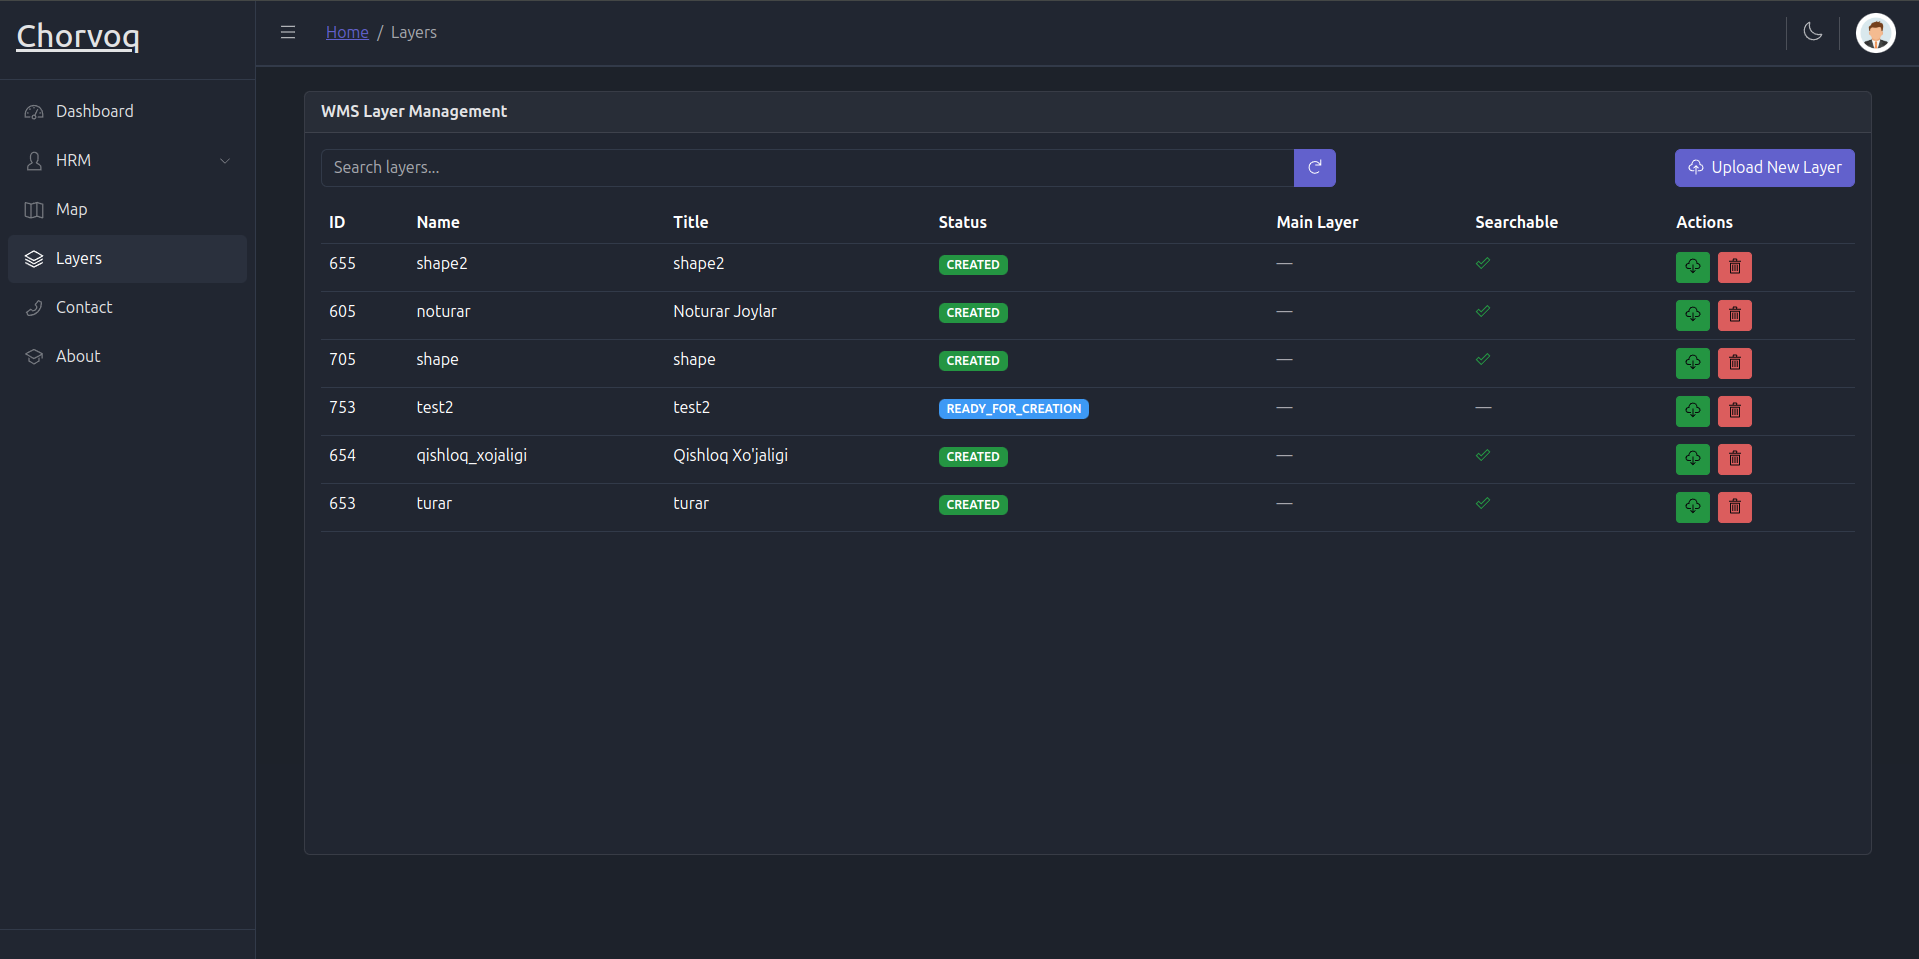 Chorvoq
Home / Layers
Dashboard
HRM
Map
Layers
Contact
About
WMS Layer Management
Search layers...
Upload New Layer
ID Name Title Status Main Layer Searchable Actions
655 shape2 shape2 CREATED —
605 noturar Noturar Joylar CREATED —
705 shape shape CREATED —
753 test2 test2 READY_FOR_CREATION — —
654 qishloq_xojaligi Qishloq Xo'jaligi CREATED —
653 turar turar CREATED —